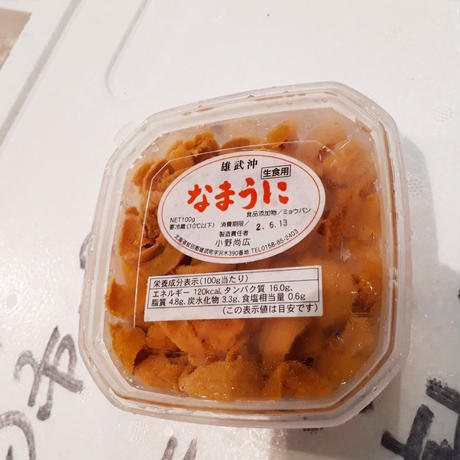 雄武沖
生食用
なまうに
食品添加物/ミョウバン
NET100g
要冷蔵(10℃以下) 消費期限/2.6.13
製造責任者
小野尚広
TEL0158-85-2403
栄養成分表示(100g当たり)
エネルギー 120kcal, タンパク質 16.0g,
脂質 4.8g, 炭水化物 3.3g, 食塩相当量 0.6g
(この表示値は目安です)